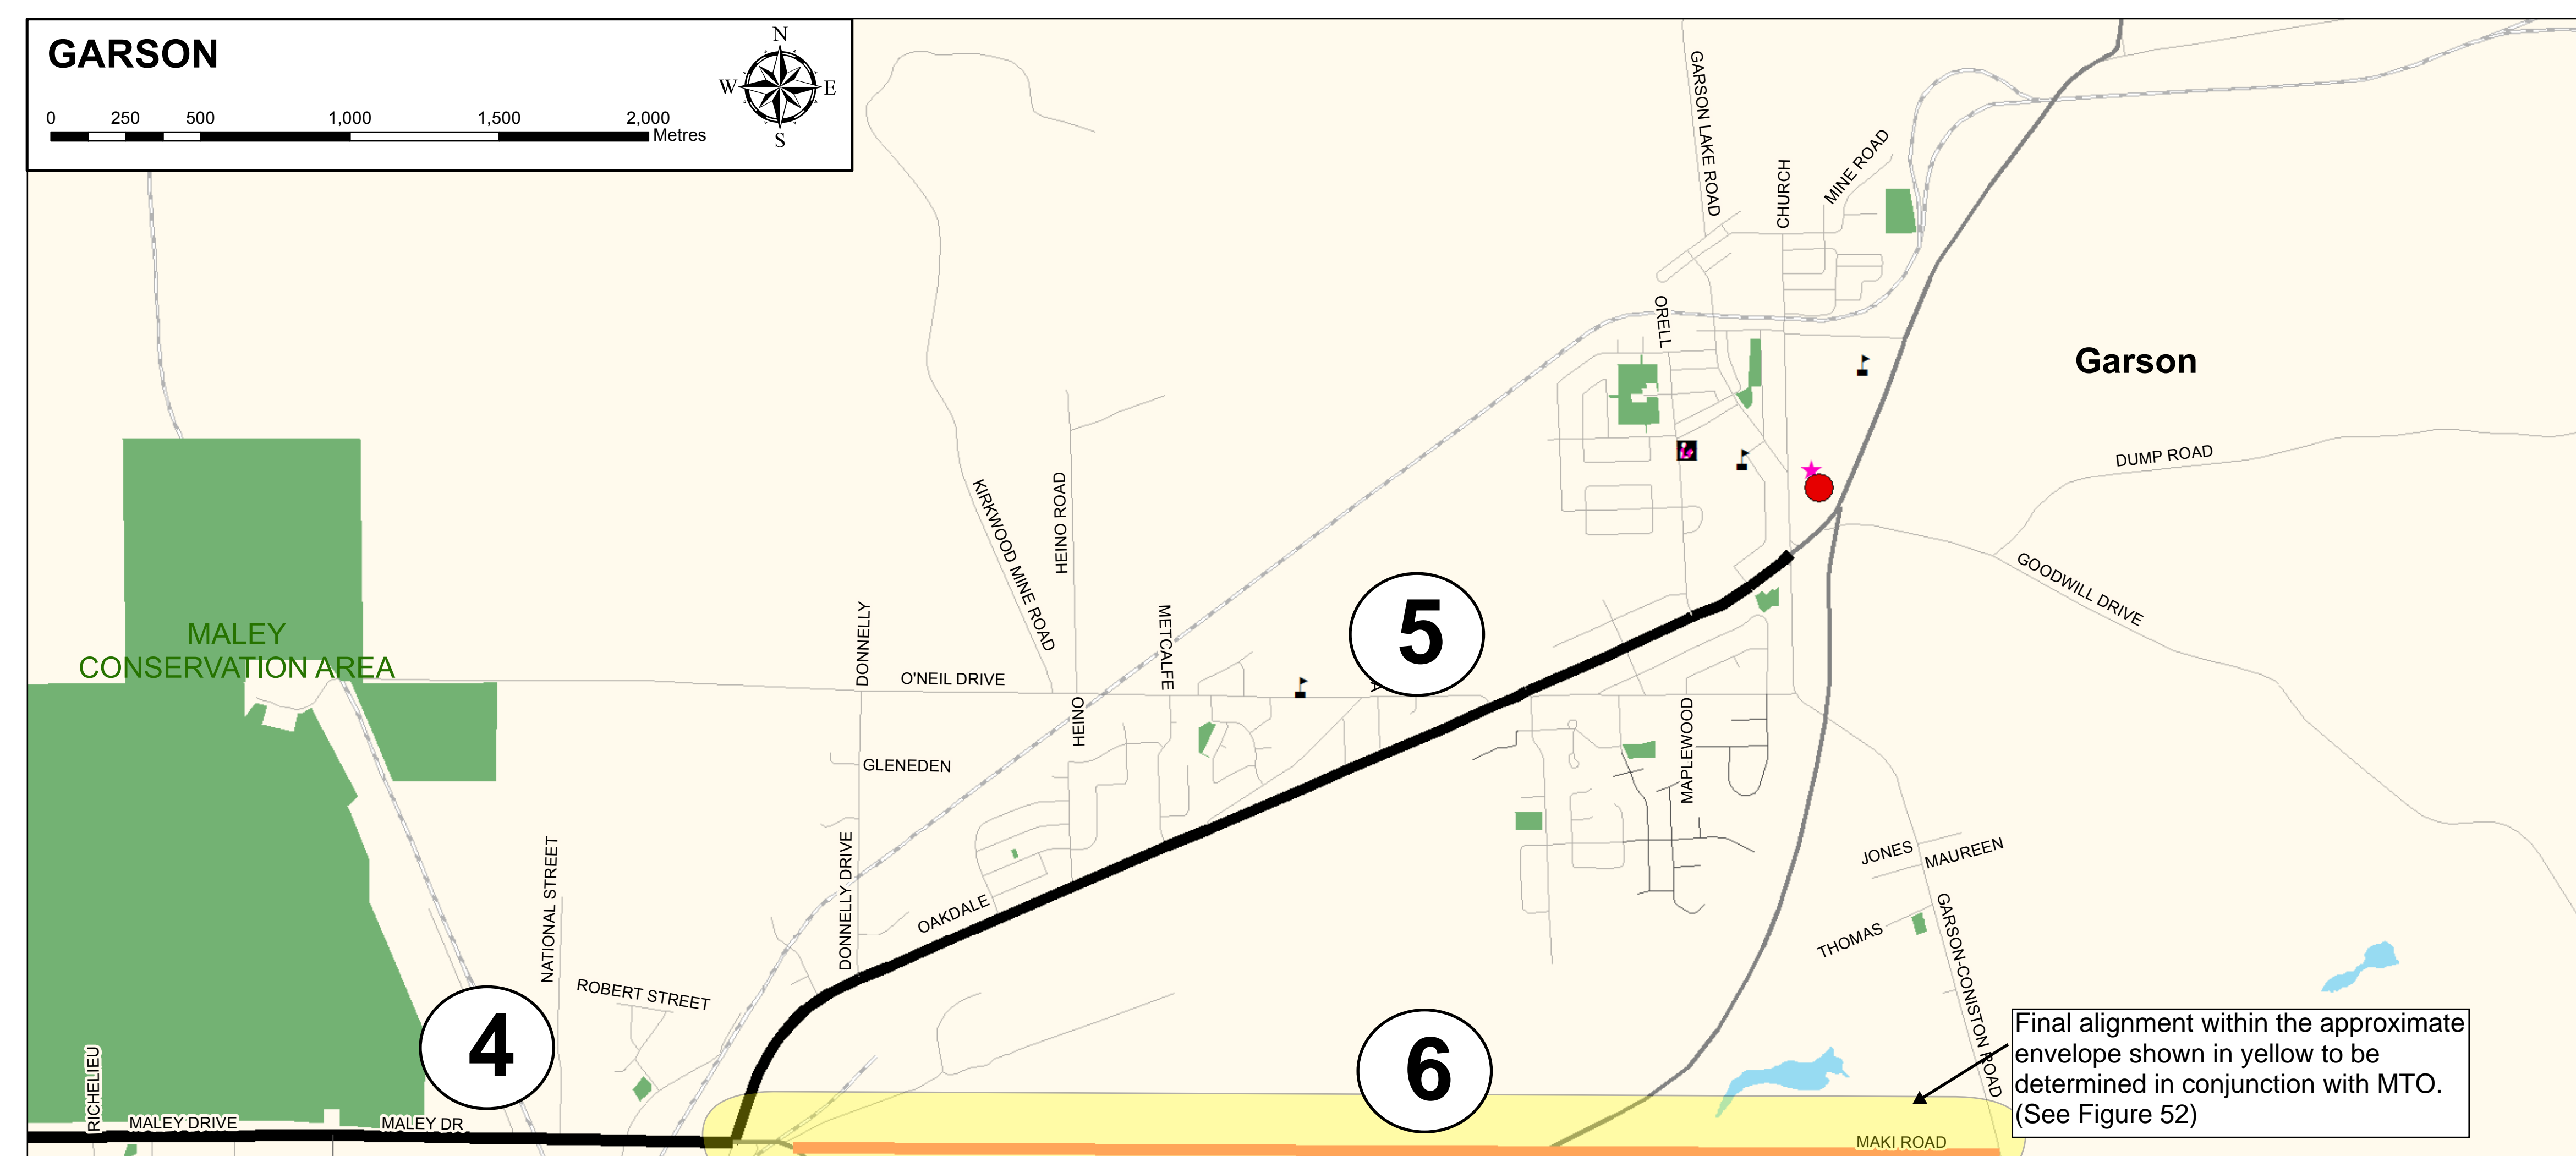 GARSON
N
W
E
S
0
250
500
1,000
1,500
2,000
Metres
GARSON LAKE ROAD
CHURCH
MINE ROAD
ORELL
Garson
DUMP ROAD
GOODWILL DRIVE
KIRKWOOD MINE ROAD
HEINO ROAD
METCALFE
DONNELLY
O'NEIL DRIVE
MALEY
CONSERVATION AREA
5
HEINO
GLENEDEN
MAPLEWOOD
NATIONAL STREET
DONNELLY DRIVE
OAKDALE
JONES
MAUREEN
THOMAS
GARSON-CONISTON ROAD
ROBERT STREET
4
6
Final alignment within the approximate
envelope shown in yellow to be
determined in conjunction with MTO.
(See Figure 52)
RICHELIEU
MALEY DRIVE
MALEY DR
MAKI ROAD